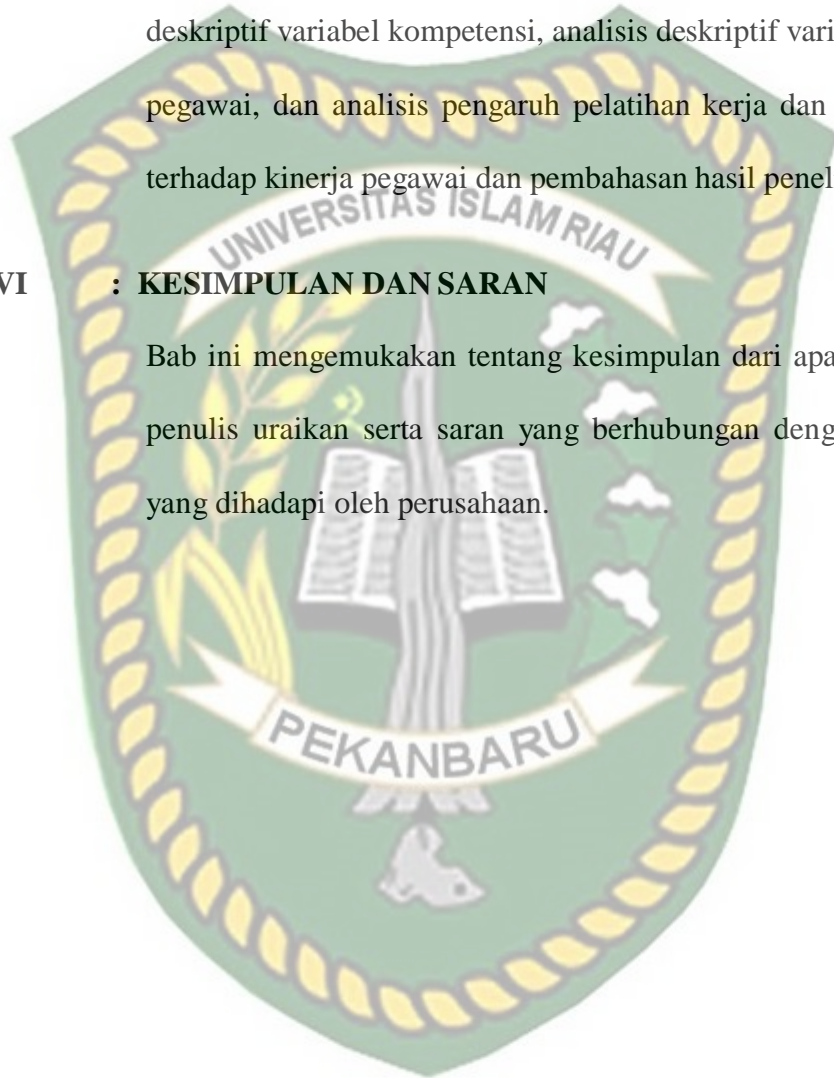 deskriptif variabel kompetensi, analisis deskriptif vari
pegawai, dan analisis pengaruh pelatihan kerja dan
terhadap kinerja pegawai dan pembahasan hasil penel
UNIVERSITAS ISLAM RIAU
VI : KESIMPULAN DAN SARAN
Bab ini mengemukakan tentang kesimpulan dari apa
penulis uraikan serta saran yang berhubungan deng
yang dihadapi oleh perusahaan.
PEKANBARU